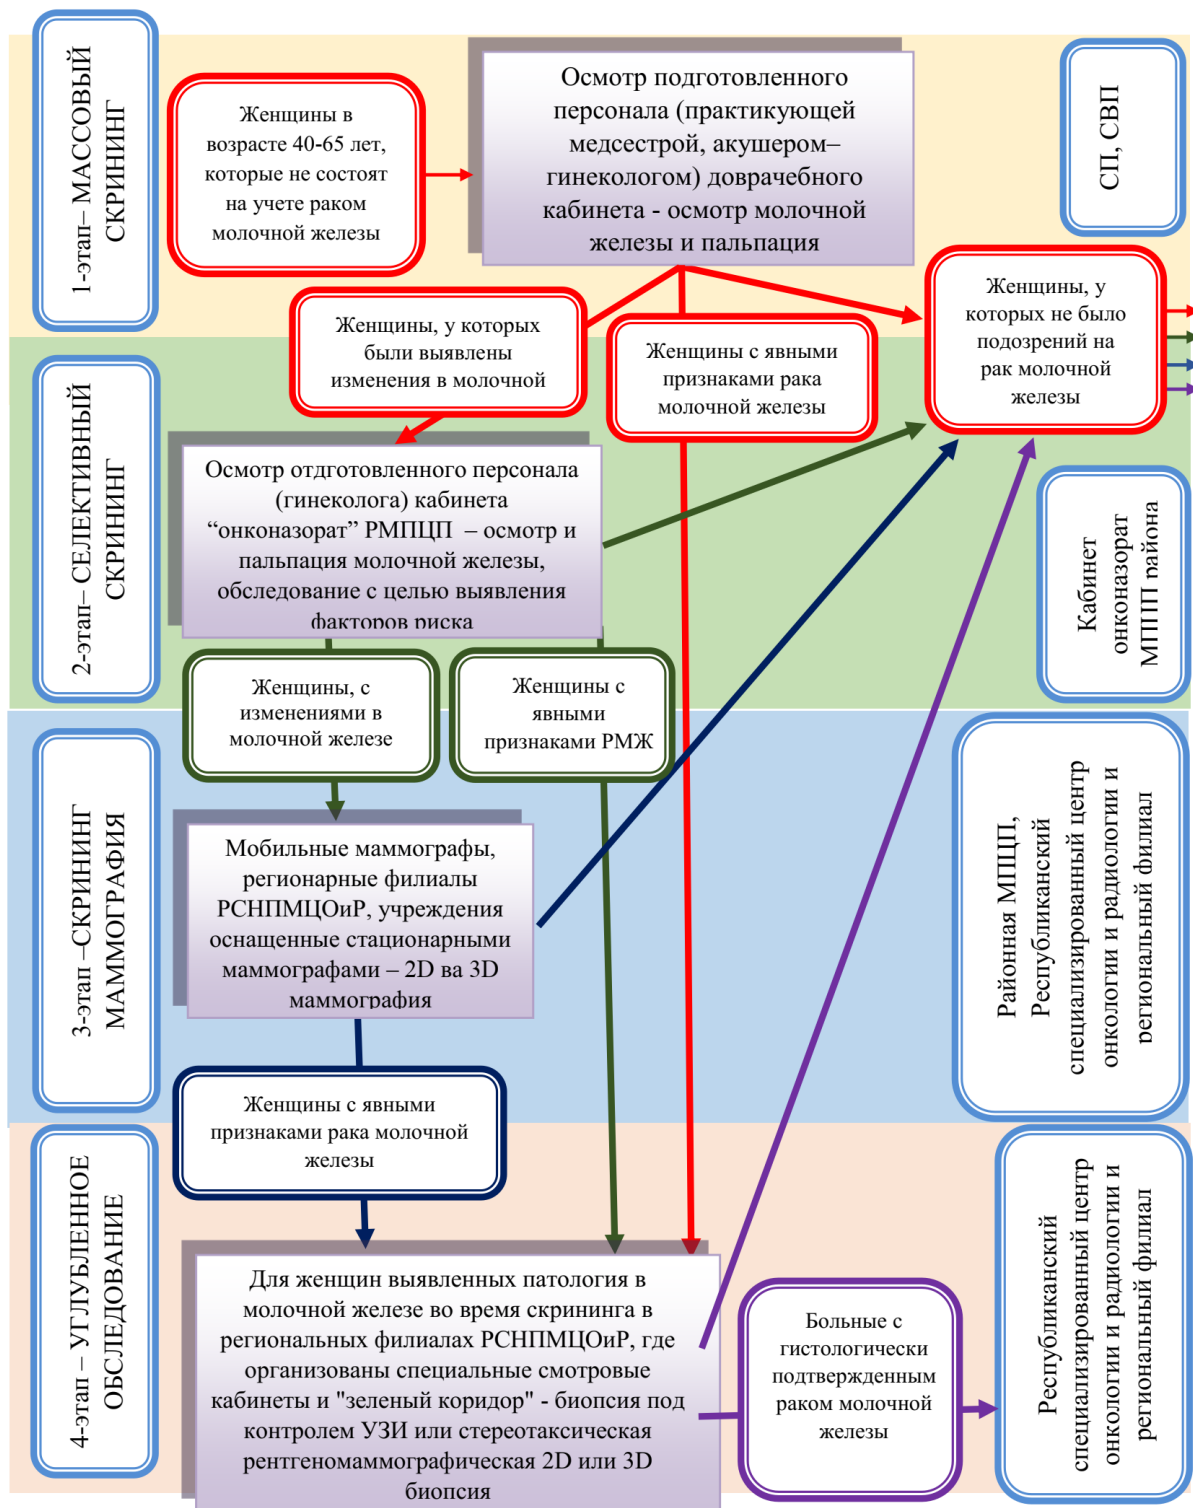 1-этап– МАССОВЫЙ
СКРИНИНГ
Женщины в
возрасте 40-65 лет,
которые не состоят
на учете раком
молочной железы
Осмотр подготовленного
персонала (практикующей
медсестрой, акушером–
гинекологом) доврачебного
кабинета - осмотр молочной
железы и пальпация
СП, СВП
Женщины, у которых
были выявлены
изменения в молочной
Женщины с явными
признаками рака
молочной железы
Женщины, у
которых не было
подозрений на
рак молочной
железы
2-этап– СЕЛЕКТИВНЫЙ
СКРИНИНГ
Осмотр отдготовленного персонала
(гинеколога) кабинета
“онконазорат” РМПЦП – осмотр и
пальпация молочной железы,
обследование с целью выявления
факторов риска
Кабинет
онконазорат
района
Женщины, с
изменениями в
молочной железе
Женщины с
явными
признаками РМЖ
3-этап –СКРИНИНГ
МАММОГРАФИЯ
Мобильные маммографы,
регионарные филиалы
РСНПМЦОиР, учреждения
оснащенные стационарными
маммографами – 2D ва 3D
маммография
Районная МПЦП,
Республиканский
специализированный центр
онкологии и радиологии и
региональный филиал
Женщины с явными
признаками рака молочной
железы
4-этап – УГЛУБЛЕННОЕ
ОБСЛЕДОВАНИЕ
Для женщин выявленных патология в
молочной железе во время скрининга в
региональных филиалах РСНПМЦОиР, где
организованы специальные смотровые
кабинеты и "зеленый коридор" - биопсия под
контролем УЗИ или стереотаксическая
рентгеномаммографическая 2D или 3D
биопсия
Больные с
гистологически
подтвержденным
раком молочной
железы
Республиканский
специализированный центр
онкологии и радиологии и
региональный филиал